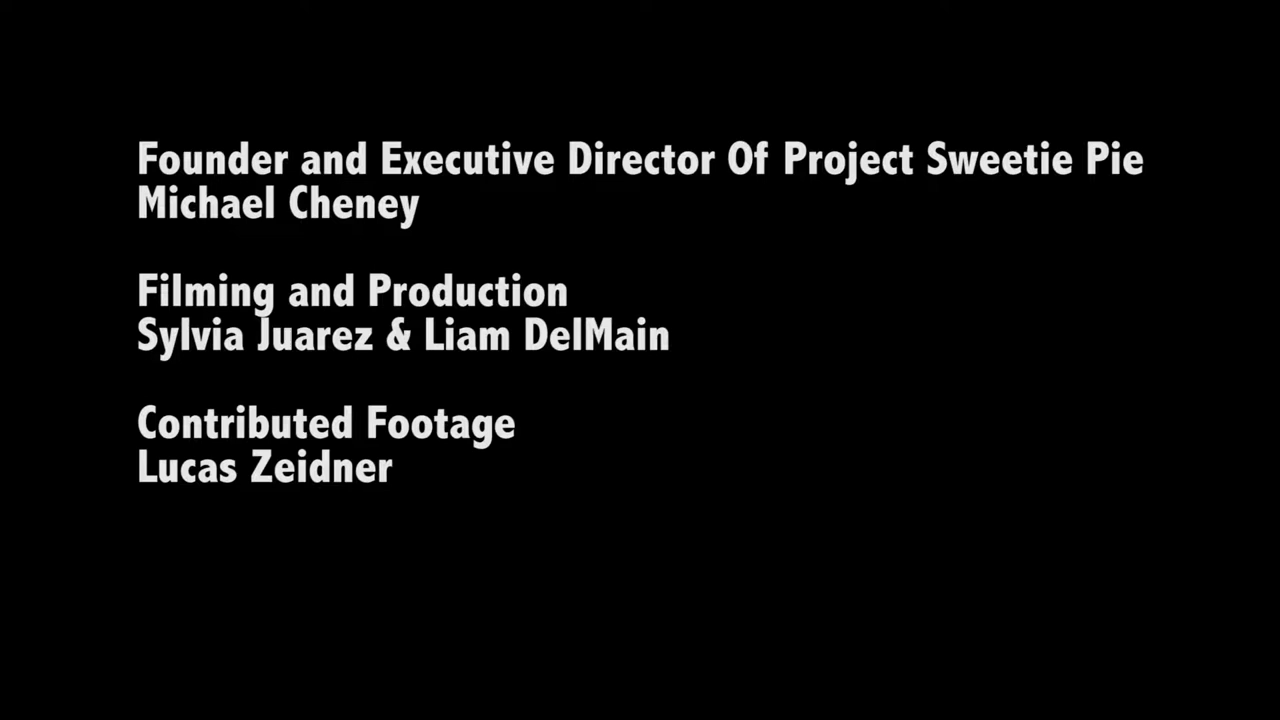 Founder and Executive Director Of Project Sweetie Pie
Michael Cheney
Filming and Production
Sylvia Juarez & Liam DelMain
Contributed Footage
Lucas Zeidner